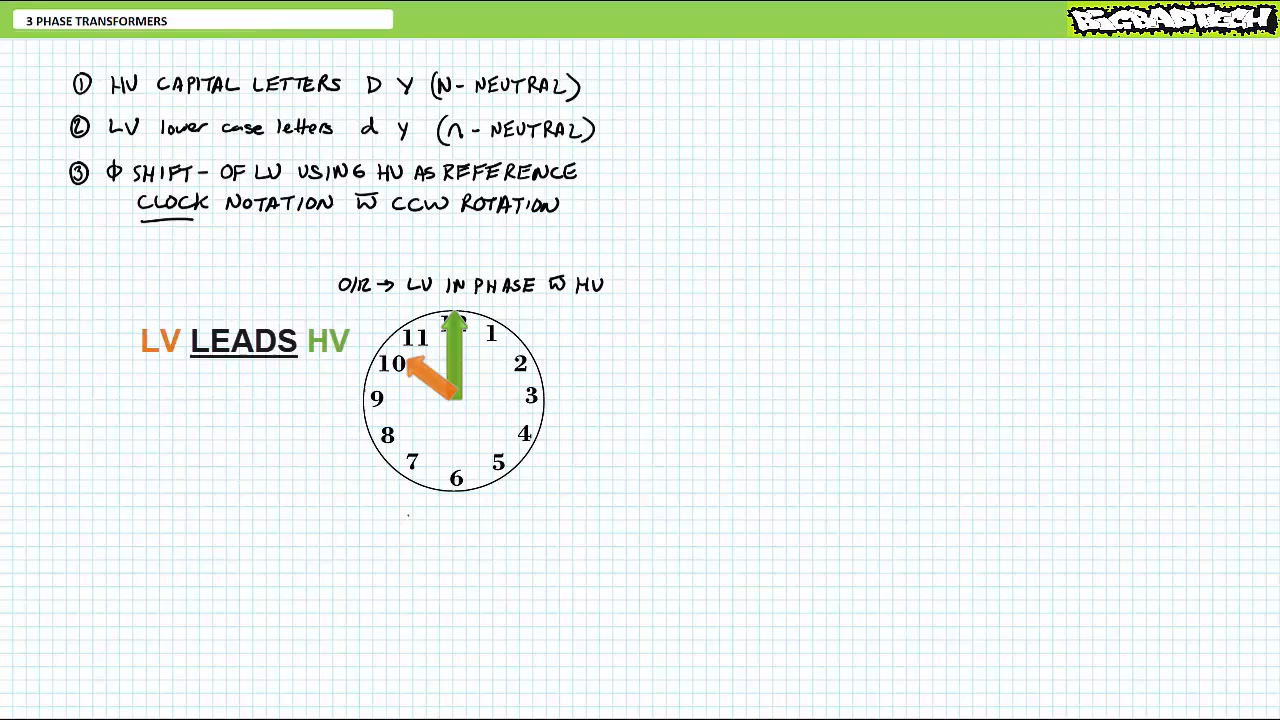 3 PHASE TRANSFORMERS
BIGBADTECH
① HV CAPITAL LETTERS D Y (N - NEUTRAL)
② LV lower case letters d y (n - NEUTRAL)
③ ϕ SHIFT - OF LV USING HV AS REFERENCE
CLOCK NOTATION w̅ CCW ROTATION
0/12 → LV IN PHASE w̅ HV
LV LEADS HV
12
11 1
10 2
9 3
8 4
7 5
6